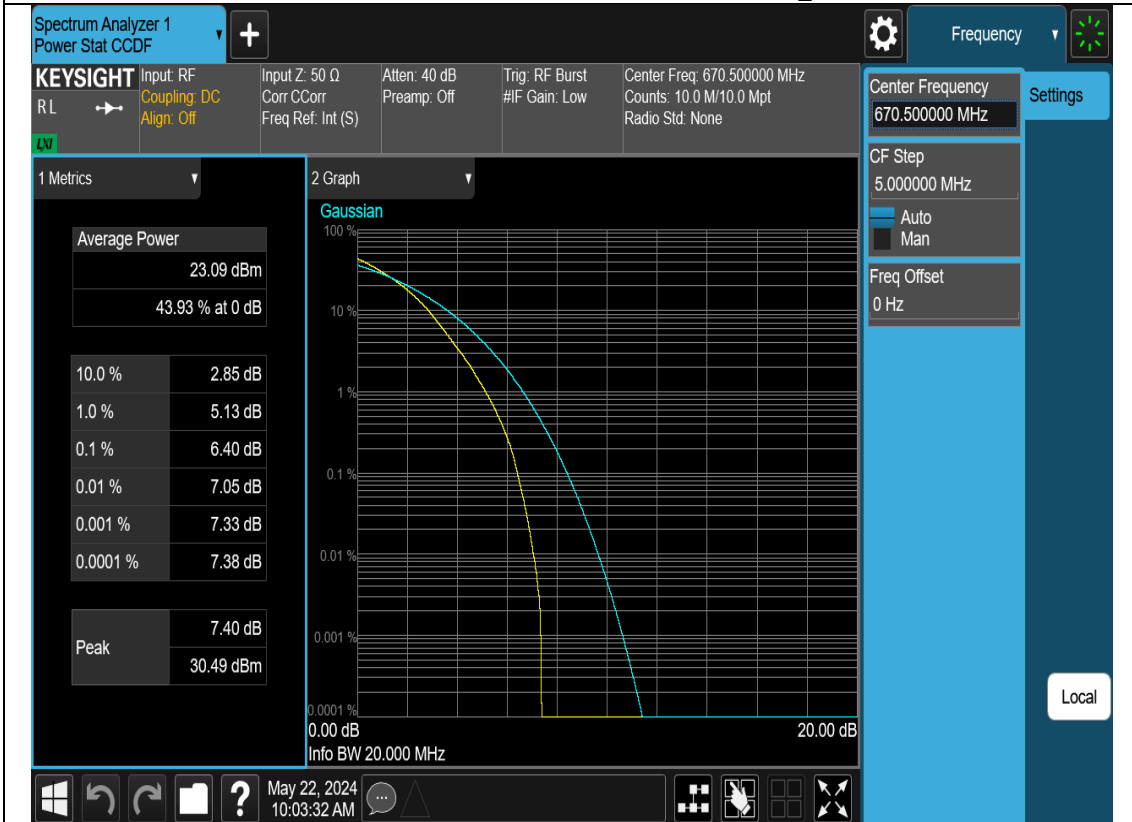 Spectrum Analyzer 1
Power Stat CCDF
Frequency
KEYSIGHT
RL
LXI
Input: RF
Coupling: DC
Align: Off
Input Z: 50 Ω
Corr CCorr
Freq Ref: Int (S)
Atten: 40 dB
Preamp: Off
Trig: RF Burst
#IF Gain: Low
Center Freq: 670.500000 MHz
Counts: 10.0 M/10.0 Mpt
Radio Std: None
Center Frequency
670.500000 MHz
Settings
CF Step
5.000000 MHz
Auto
Man
Freq Offset
0 Hz
Local
1 Metrics
Average Power
23.09 dBm
43.93 % at 0 dB
10.0 % 2.85 dB
1.0 % 5.13 dB
0.1 % 6.40 dB
0.01 % 7.05 dB
0.001 % 7.33 dB
0.0001 % 7.38 dB
Peak
7.40 dB
30.49 dBm
2 Graph
Gaussian
100 %
10 %
1 %
0.1 %
0.01 %
0.001 %
0.0001 %
0.00 dB 20.00 dB
Info BW 20.000 MHz
?
May 22, 2024
10:03:32 AM